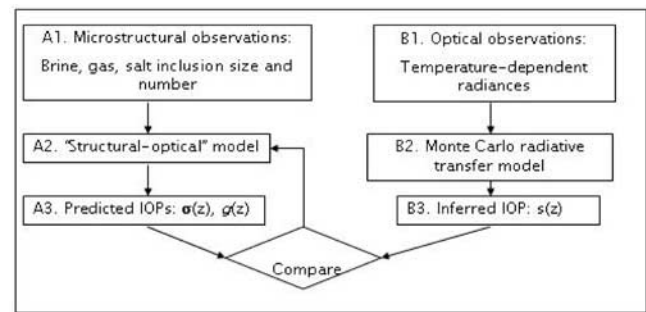 A1. Microstructural observations:
Brine, gas, salt inclusion size and
number
A2. "Structural-optical" model
A3. Predicted IOPs: σ(z), g(z)
B1. Optical observations:
Temperature-dependent
radiances
B2. Monte Carlo radiative
transfer model
B3. Inferred IOP: s(z)
Compare